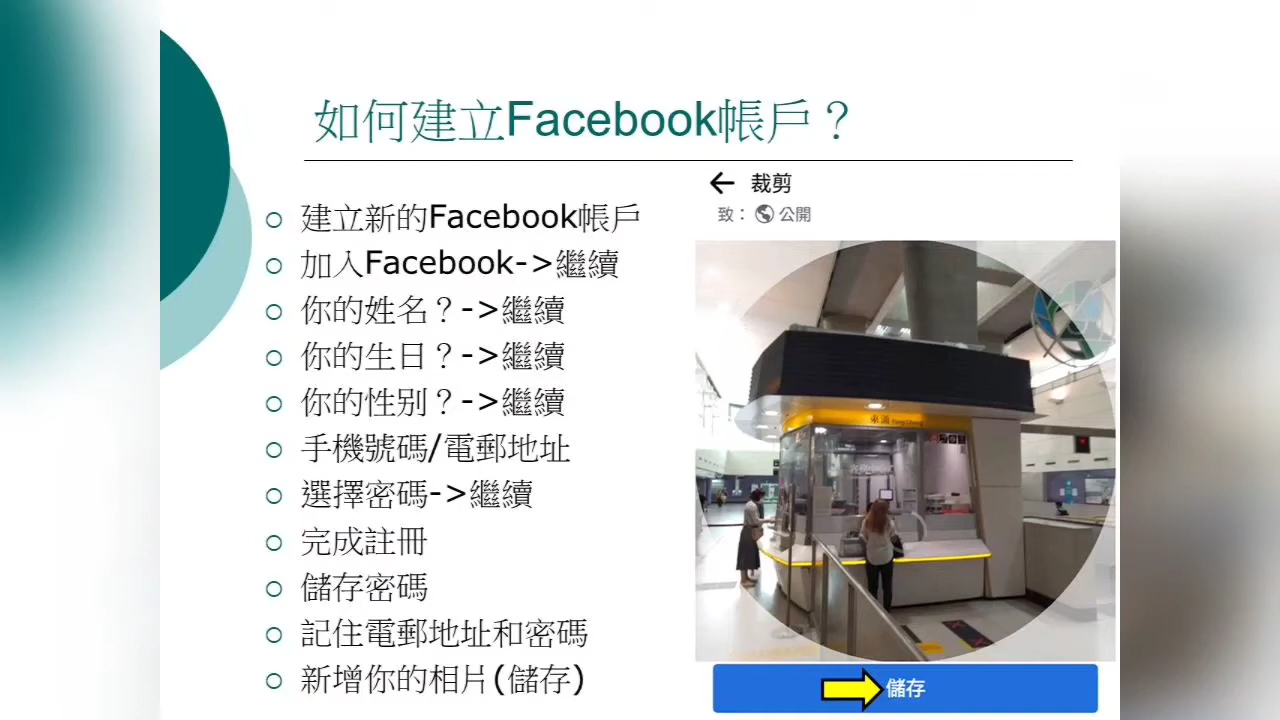 如何建立Facebook帳戶？
建立新的Facebook帳戶
加入Facebook->繼續
你的姓名？->繼續
你的生日？->繼續
你的性别？->繼續
手機號碼/電郵地址
選擇密碼->繼續
完成註冊
儲存密碼
記住電郵地址和密碼
新增你的相片(儲存)
裁剪
致： 公開
東涌 Tung Chung
儲存